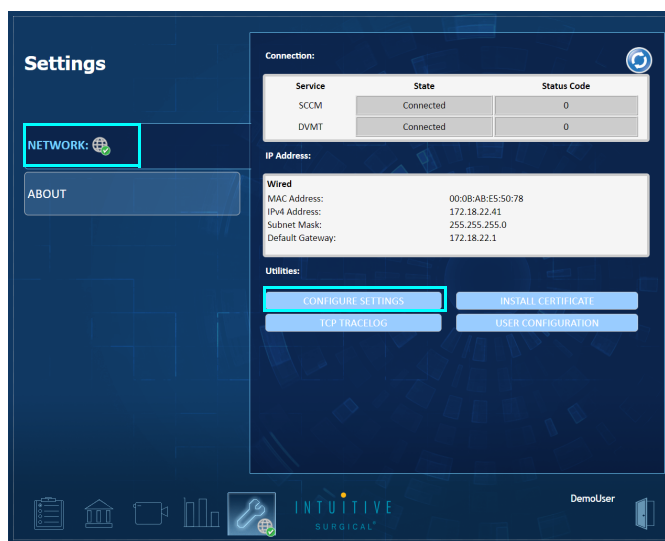 Settings
NETWORK:
ABOUT
Connection:
Service State Status Code
SCCM Connected 0
DVMT Connected 0
IP Address:
Wired
MAC Address: 00:0B:AB:E5:50:78
IPv4 Address: 172.18.22.41
Subnet Mask: 255.255.255.0
Default Gateway: 172.18.22.1
Utilities:
CONFIGURE SETTINGS INSTALL CERTIFICATE
TCP TRACELOG USER CONFIGURATION
INTUITIVE
SURGICAL®
DemoUser